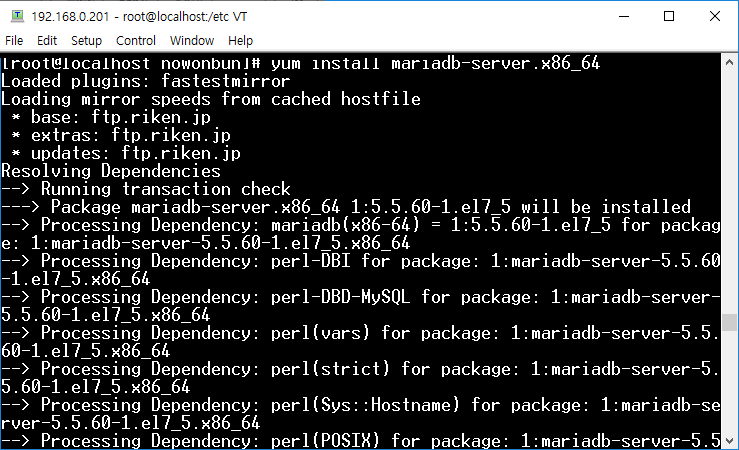 192.168.0.201 - root@localhost:/etc VT
File Edit Setup Control Window Help
[root@localhost nowonbun]# yum install mariadb-server.x86_64
Loaded plugins: fastestmirror
Loading mirror speeds from cached hostfile
* base: ftp.riken.jp
* extras: ftp.riken.jp
* updates: ftp.riken.jp
Resolving Dependencies
--> Running transaction check
---> Package mariadb-server.x86_64 1:5.5.60-1.el7_5 will be installed
--> Processing Dependency: mariadb(x86-64) = 1:5.5.60-1.el7_5 for packag
e: 1:mariadb-server-5.5.60-1.el7_5.x86_64
--> Processing Dependency: perl-DBI for package: 1:mariadb-server-5.5.60
-1.el7_5.x86_64
--> Processing Dependency: perl-DBD-MySQL for package: 1:mariadb-server-
5.5.60-1.el7_5.x86_64
--> Processing Dependency: perl(vars) for package: 1:mariadb-server-5.5.
60-1.el7_5.x86_64
--> Processing Dependency: perl(strict) for package: 1:mariadb-server-5.
5.60-1.el7_5.x86_64
--> Processing Dependency: perl(Sys::Hostname) for package: 1:mariadb-se
rver-5.5.60-1.el7_5.x86_64
--> Processing Dependency: perl(POSIX) for package: 1:mariadb-server-5.5